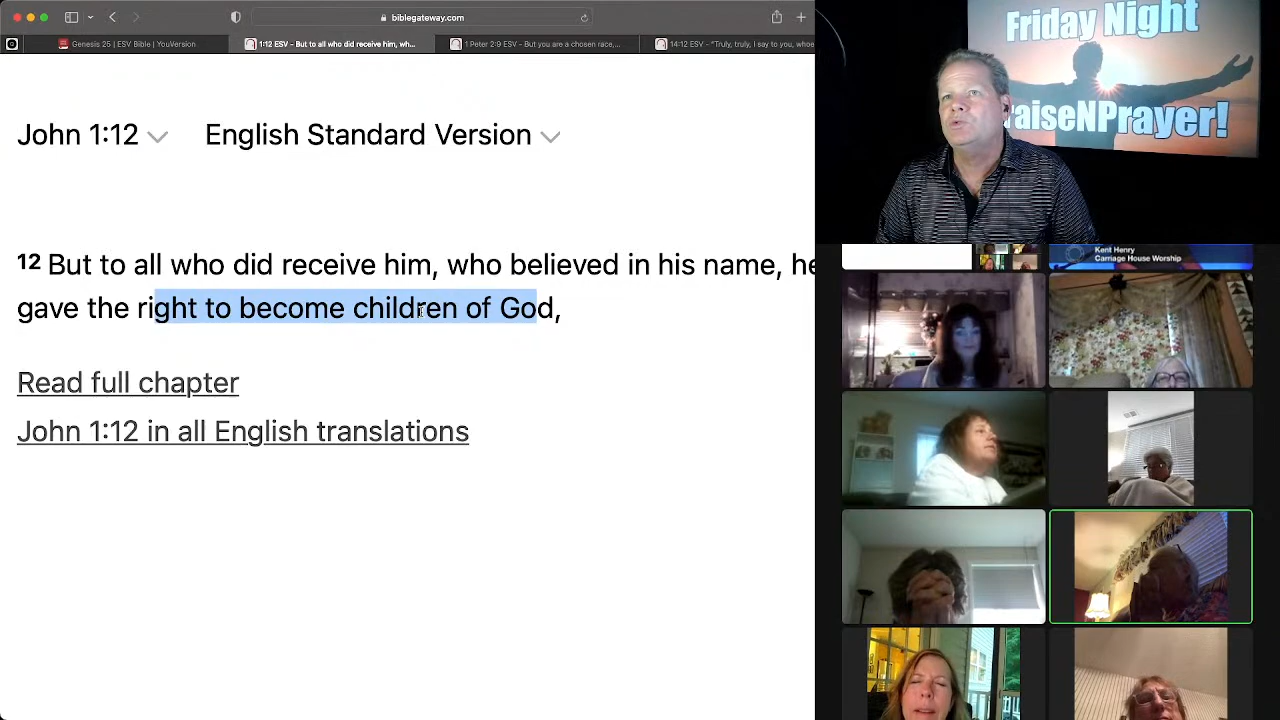 biblegateway.com
Genesis 25 | ESV Bible | YouVersion
1:12 ESV - But to all who did receive him, wh...
1 Peter 2:9 ESV - But you are a chosen race,...
14:12 ESV - "Truly, truly, I say to you, whoe
Friday Night
raiseNPrayer!
John 1:12
English Standard Version
12 But to all who did receive him, who believed in his name, he
gave the right to become children of God,
Read full chapter
John 1:12 in all English translations
Kent Henry
Carriage House Worship